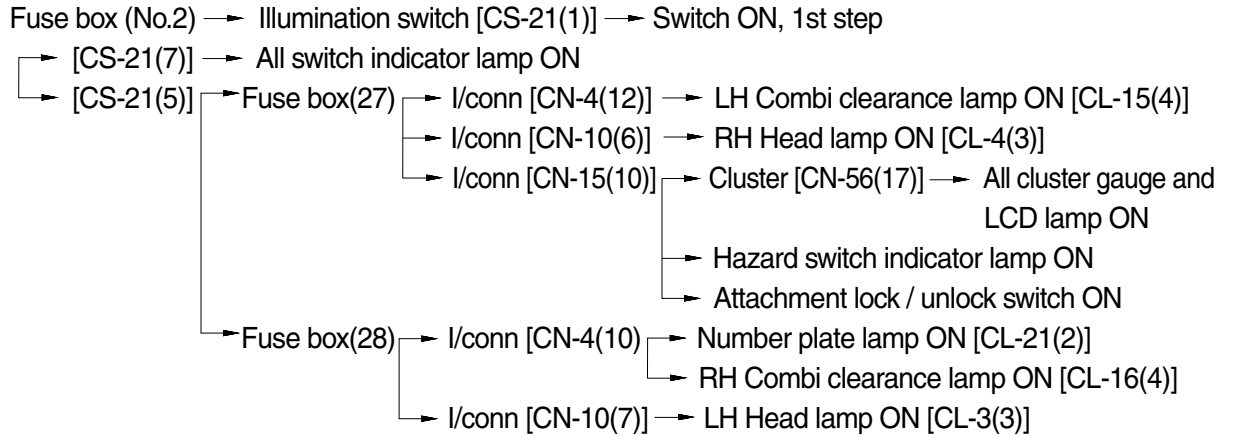 Fuse box (No.2) → Illumination switch [CS-21(1)] → Switch ON, 1st step
[CS-21(7)] → All switch indicator lamp ON
[CS-21(5)] → Fuse box(27) → I/conn [CN-4(12)] → LH Combi clearance lamp ON [CL-15(4)]
I/conn [CN-10(6)] → RH Head lamp ON [CL-4(3)]
I/conn [CN-15(10)] → Cluster [CN-56(17)] → All cluster gauge and
LCD lamp ON
Hazard switch indicator lamp ON
Attachment lock / unlock switch ON
Fuse box(28) → I/conn [CN-4(10) → Number plate lamp ON [CL-21(2)]
RH Combi clearance lamp ON [CL-16(4)]
I/conn [CN-10(7)] → LH Head lamp ON [CL-3(3)]